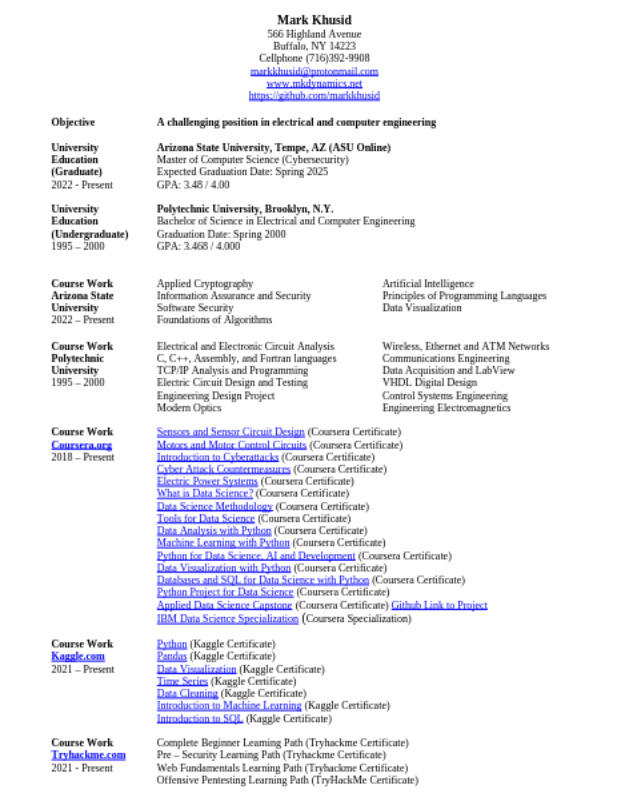 Mark Khusid
566 Highland Avenue
Buffalo, NY 14223
Cellphone (716)392-9908
markkhusid@protonmail.com
www.mkdynamics.net
https://github.com/markkhusid
Objective A challenging position in electrical and computer engineering
University Arizona State University, Tempe, AZ (ASU Online)
Education Master of Computer Science (Cybersecurity)
(Graduate) Expected Graduation Date: Spring 2025
2022 - Present GPA: 3.48 / 4.00
University Polytechnic University, Brooklyn, N.Y.
Education Bachelor of Science in Electrical and Computer Engineering
(Undergraduate) Graduation Date: Spring 2000
1995 – 2000 GPA: 3.468 / 4.000
Course Work Applied Cryptography Artificial Intelligence
Arizona State Information Assurance and Security Principles of Programming Languages
University Software Security Data Visualization
2022 – Present Foundations of Algorithms
Course Work Electrical and Electronic Circuit Analysis Wireless, Ethernet and ATM Networks
Polytechnic C, C++, Assembly, and Fortran languages Communications Engineering
University TCP/IP Analysis and Programming Data Acquisition and LabView
1995 – 2000 Electric Circuit Design and Testing VHDL Digital Design
Engineering Design Project Control Systems Engineering
Modern Optics Engineering Electromagnetics
Course Work Sensors and Sensor Circuit Design (Coursera Certificate)
Coursera.org Motors and Motor Control Circuits (Coursera Certificate)
2018 – Present Introduction to Cyberattacks (Coursera Certificate)
Cyber Attack Countermeasures (Coursera Certificate)
Electric Power Systems (Coursera Certificate)
What is Data Science? (Coursera Certificate)
Data Science Methodology (Coursera Certificate)
Tools for Data Science (Coursera Certificate)
Data Analysis with Python (Coursera Certificate)
Machine Learning with Python (Coursera Certificate)
Python for Data Science, AI and Development (Coursera Certificate)
Data Visualization with Python (Coursera Certificate)
Databases and SQL for Data Science with Python (Coursera Certificate)
Python Project for Data Science (Coursera Certificate)
Applied Data Science Capstone (Coursera Certificate) Github Link to Project
IBM Data Science Specialization (Coursera Specialization)
Course Work Python (Kaggle Certificate)
Kaggle.com Pandas (Kaggle Certificate)
2021 – Present Data Visualization (Kaggle Certificate)
Time Series (Kaggle Certificate)
Data Cleaning (Kaggle Certificate)
Introduction to Machine Learning (Kaggle Certificate)
Introduction to SQL (Kaggle Certificate)
Course Work Complete Beginner Learning Path (Tryhackme Certificate)
Tryhackme.com Pre – Security Learning Path (Tryhackme Certificate)
2021 - Present Web Fundamentals Learning Path (Tryhackme Certificate)
Offensive Pentesting Learning Path (TryHackMe Certificate)